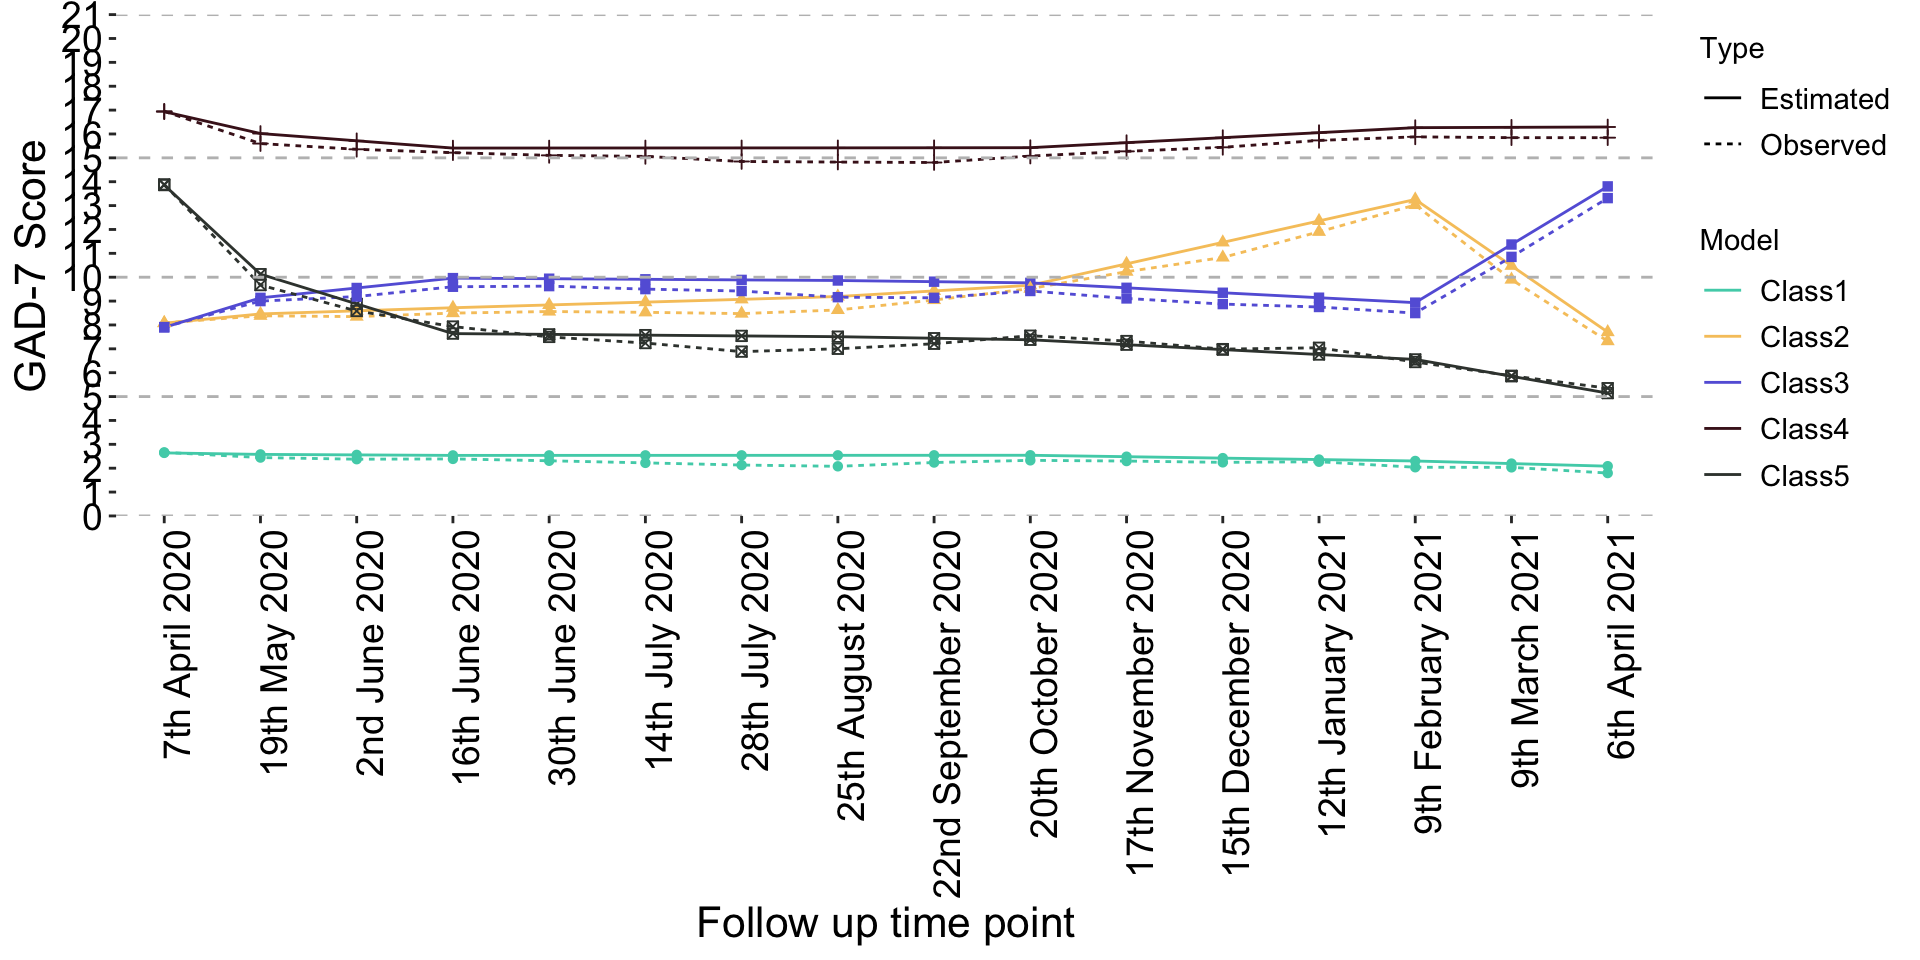 GAD-7 Score
21
20
19
18
17
16
15
14
13
12
11
10
9
8
7
6
5
4
3
2
1
0
7th April 2020
19th May 2020
2nd June 2020
16th June 2020
30th June 2020
14th July 2020
28th July 2020
25th August 2020
22nd September 2020
20th October 2020
17th November 2020
15th December 2020
12th January 2021
9th February 2021
9th March 2021
6th April 2021
Follow up time point
Type
Estimated
Observed
Model
Class1
Class2
Class3
Class4
Class5